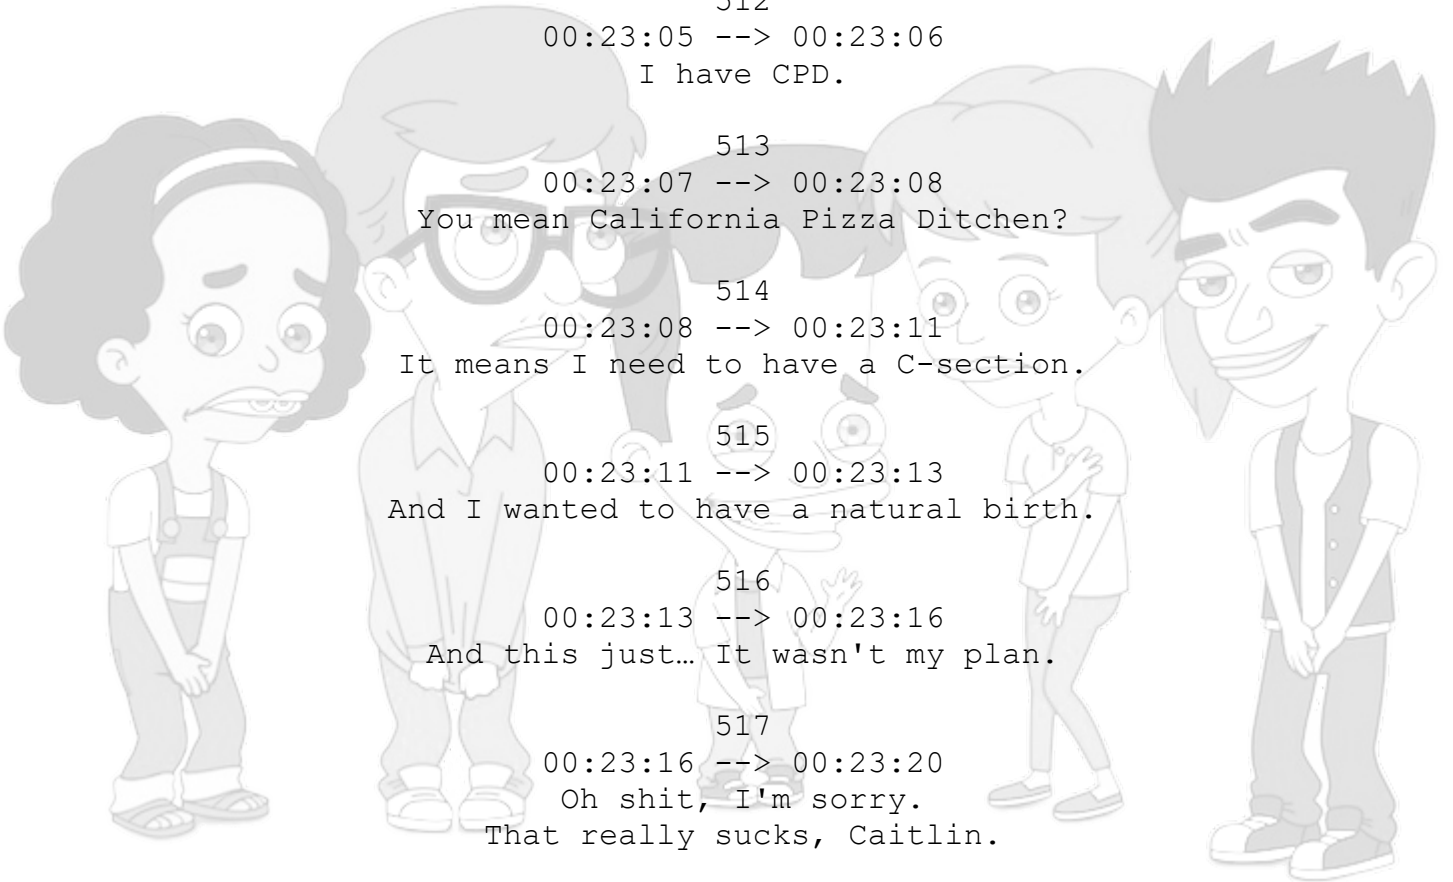 512
00:23:05 --> 00:23:06
I have CPD.
513
00:23:07 --> 00:23:08
You mean California Pizza Ditchen?
514
00:23:08 --> 00:23:11
It means I need to have a C-section.
515
00:23:11 --> 00:23:13
And I wanted to have a natural birth.
516
00:23:13 --> 00:23:16
And this just… It wasn't my plan.
517
00:23:16 --> 00:23:20
Oh shit, I'm sorry.
That really sucks, Caitlin.